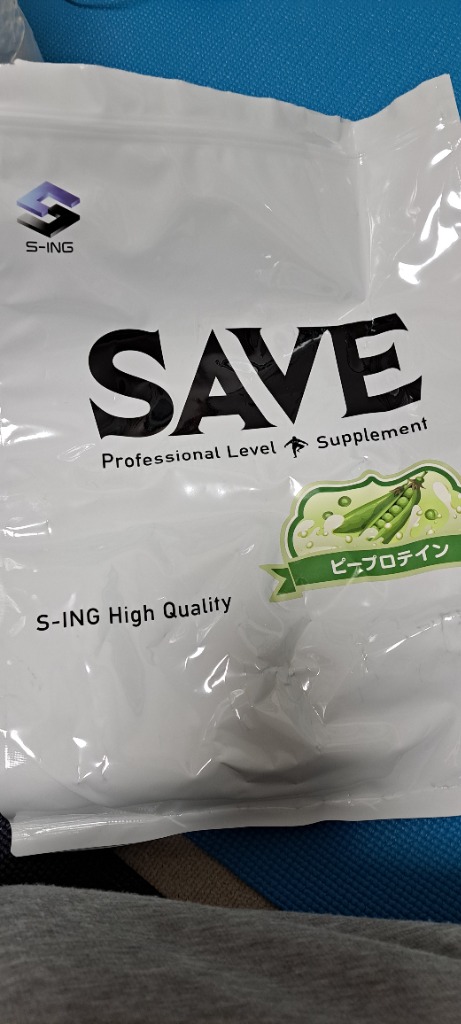 S-ING
SAVE
Professional Level Supplement
ピープロテイン
S-ING High Quality